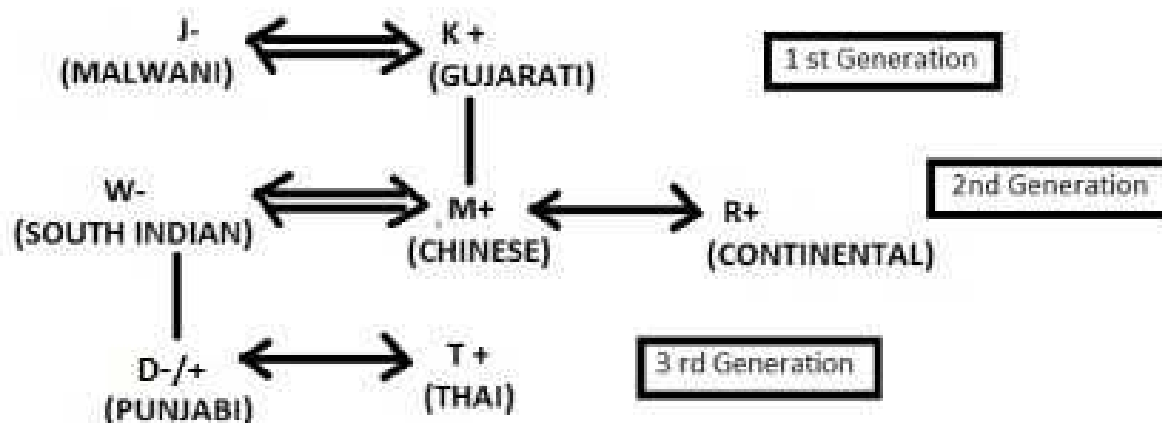 J- K + 1 st Generation
(MALWANI) (GUJARATI)
W- M+ R+ 2nd Generation
(SOUTH INDIAN) (CHINESE) (CONTINENTAL)
D-/+ T + 3 rd Generation
(PUNJABI) (THAI)